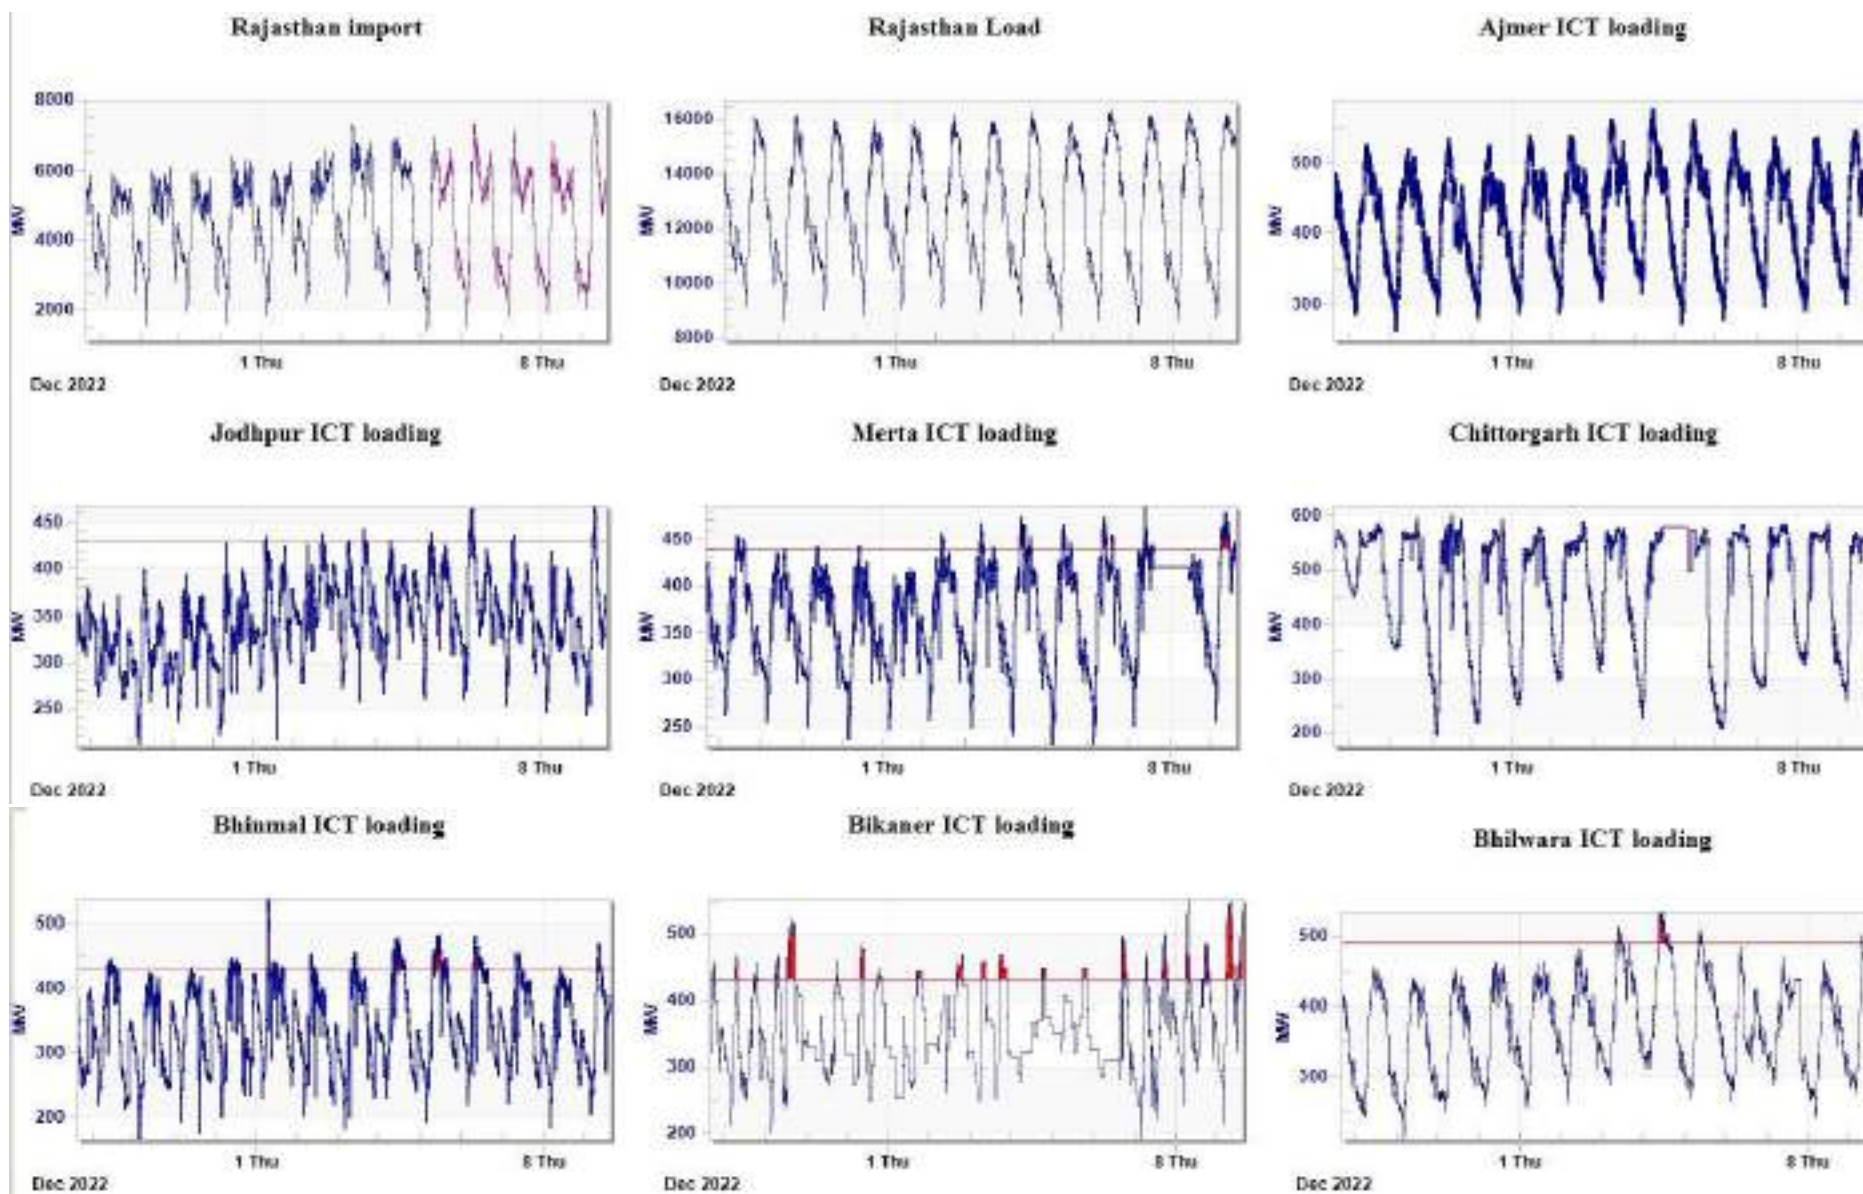 Rajasthan import
8000
6000
4000
2000
MW
1 Thu
8 Thu
Dec 2022
Rajasthan Load
16000
14000
12000
10000
8000
MW
1 Thu
8 Thu
Dec 2022
Ajmer ICT loading
500
400
300
MW
1 Thu
8 Thu
Dec 2022
Jodhpur ICT loading
450
400
350
300
250
MW
1 Thu
8 Thu
Dec 2022
Merta ICT loading
450
400
350
300
250
MW
1 Thu
8 Thu
Dec 2022
Chittorgarh ICT loading
600
500
400
300
200
MW
1 Thu
8 Thu
Dec 2022
Bhinmal ICT loading
500
400
300
200
MW
1 Thu
8 Thu
Dec 2022
Bikaner ICT loading
500
400
300
200
MW
1 Thu
8 Thu
Dec 2022
Bhilwara ICT loading
500
400
300
MW
1 Thu
8 Thu
Dec 2022